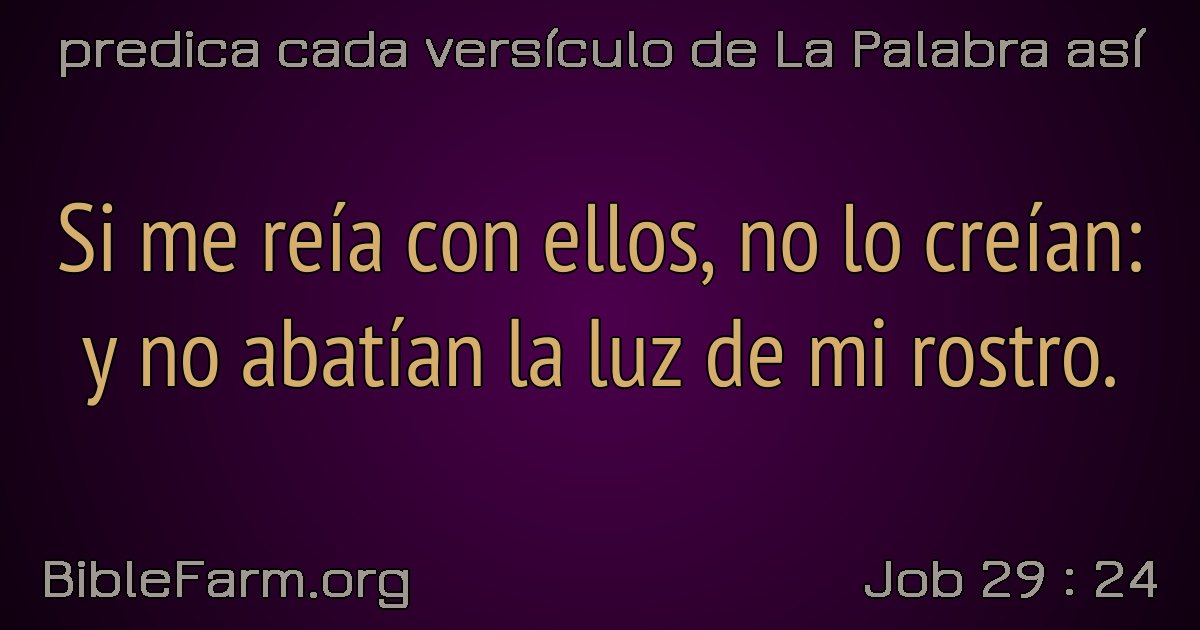 predica cada versículo de La Palabra así
Si me reía con ellos, no lo creían:
y no abatían la luz de mi rostro.
BibleFarm.org
Job 29 : 24